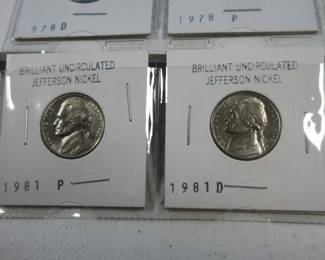 1978 D
1978 P
BRILLIANT UNCIRCULATED
JEFFERSON NICKEL
1981 P
BRILLIANT UNCIRCULATED
JEFFERSON NICKEL
1981 D